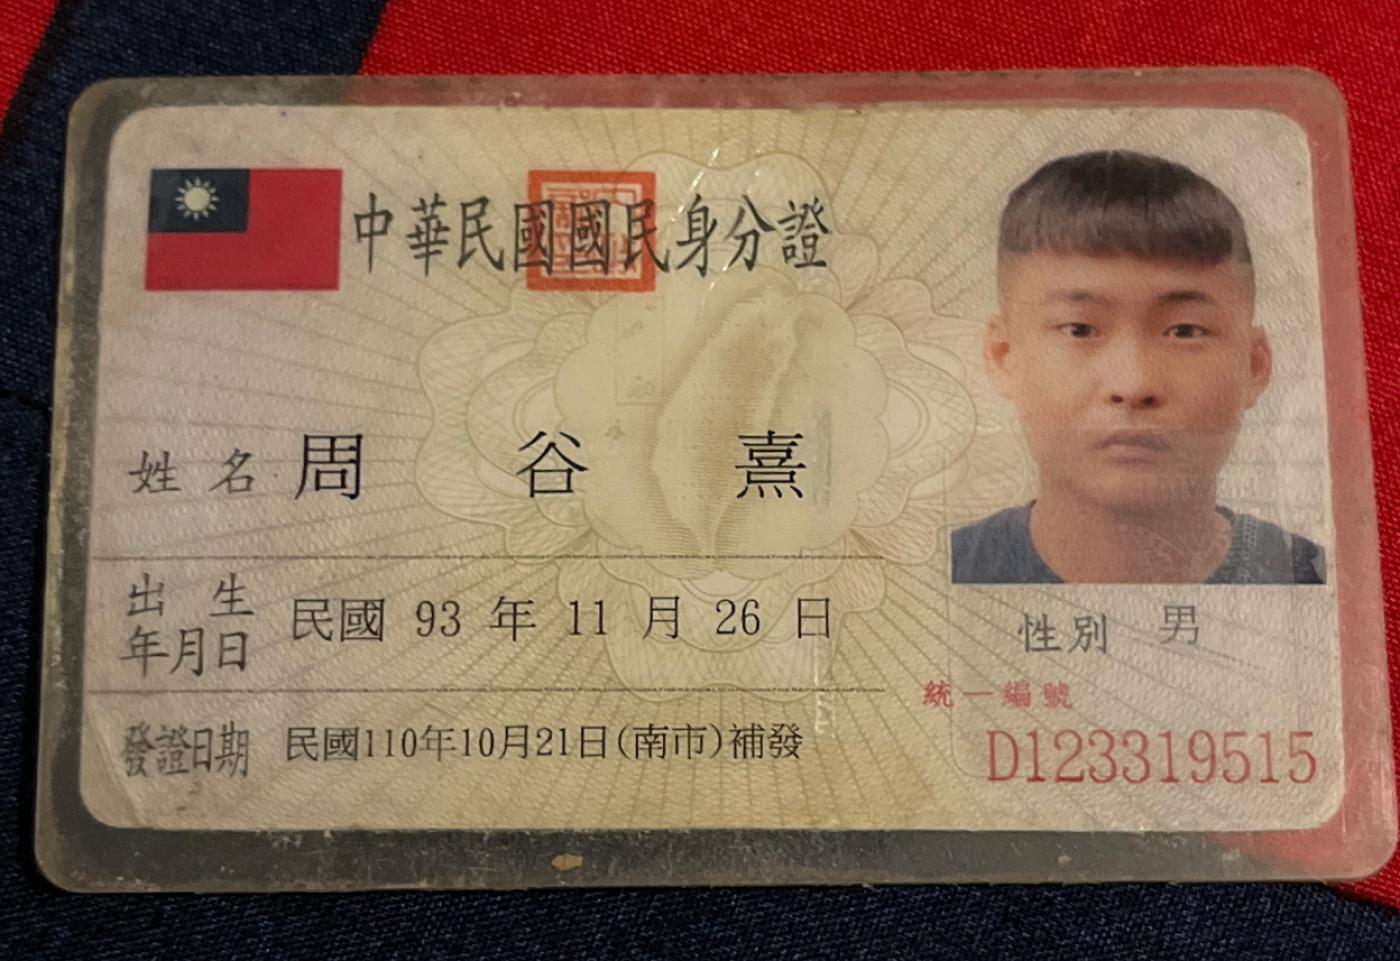 中華民國國民身分證
姓名 周谷熹
出生年月日 民國 93 年 11 月 26 日
發證日期 民國110年10月21日(南市)補發
性別 男
統一編號
D123319515